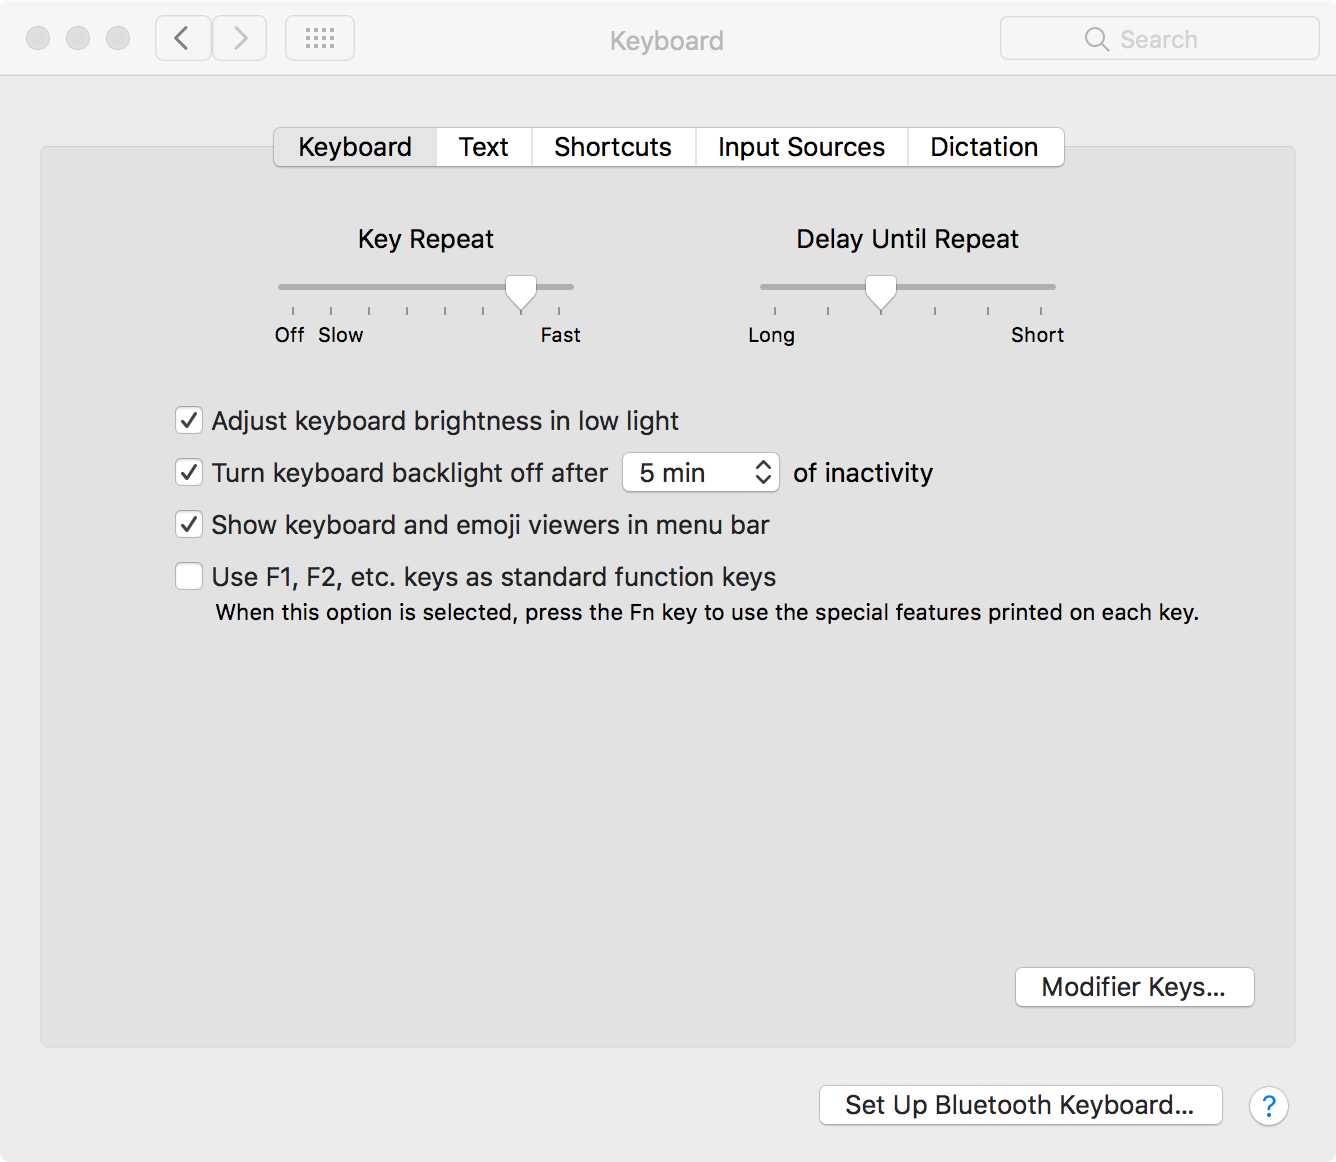 Keyboard
Search
Keyboard Text Shortcuts Input Sources Dictation
Key Repeat Delay Until Repeat
Off Slow Fast Long Short
Adjust keyboard brightness in low light
Turn keyboard backlight off after 5 min of inactivity
Show keyboard and emoji viewers in menu bar
Use F1, F2, etc. keys as standard function keys
When this option is selected, press the Fn key to use the special features printed on each key.
Modifier Keys...
Set Up Bluetooth Keyboard...
?